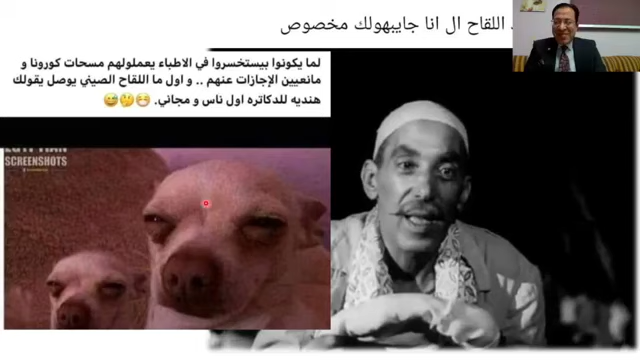 اللقاح ال انا جايبهولك مخصوص
لما يكونوا بيستخسروا في الاطباء يعملولهم مسحات كورونا و
مانعيين الإجازات عنهم .. و اول ما اللقاح الصيني يوصل يقولك
هنديه للدكاتره اول ناس و مجاني. 😅🤔😷
SCREENSHOTS